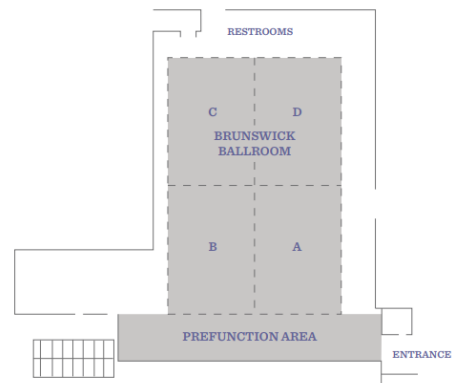 RESTROOMS
C
D
BRUNSWICK
BALLROOM
B
A
PREFUNCTION AREA
ENTRANCE